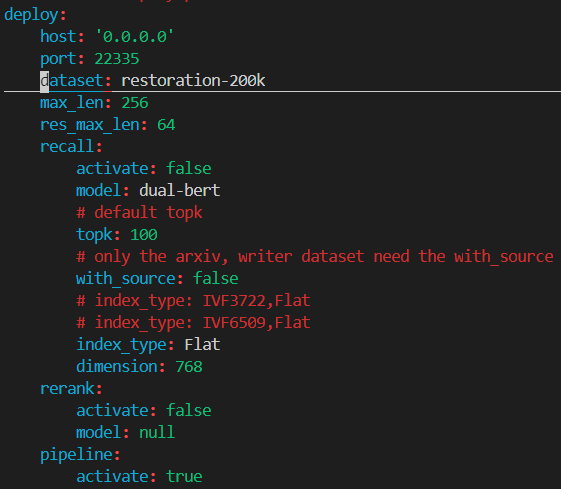 deploy:
    host: '0.0.0.0'
    port: 22335
    dataset: restoration-200k
    max_len: 256
    res_max_len: 64
    recall:
        activate: false
        model: dual-bert
        # default topk
        topk: 100
        # only the arxiv, writer dataset need the with_source
        with_source: false
        # index_type: IVF3722,Flat
        # index_type: IVF6509,Flat
        index_type: Flat
        dimension: 768
    rerank:
        activate: false
        model: null
    pipeline:
        activate: true